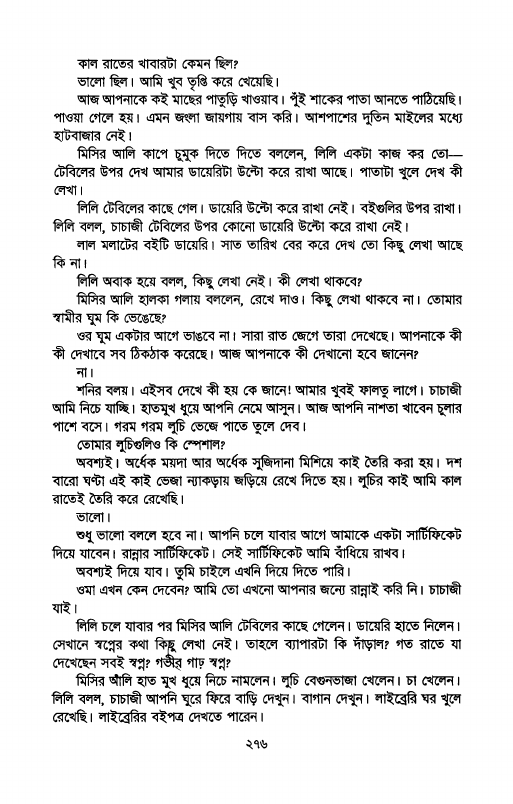 কাল রাতের খাবারটা কেমন ছিল?
ভালো ছিল। আমি খুব তৃপ্তি করে খেয়েছি।
আজ আপনাকে কই মাছের পাতুড়ি খাওয়াব। পুঁই শাকের পাতা আনতে পাঠিয়েছি।
পাওয়া গেলে হয়। এমন জংলা জায়গায় বাস করি। আশপাশের দুতিন মাইলের মধ্যে
হাটবাজার নেই।
মিসির আলি কাপে চুমুক দিতে দিতে বললেন, লিলি একটা কাজ কর তো—
টেবিলের উপর দেখ আমার ডায়েরিটা উল্টো করে রাখা আছে। পাতাটা খুলে দেখ কী
লেখা।
লিলি টেবিলের কাছে গেল। ডায়েরি উল্টো করে রাখা নেই। বইগুলির উপর রাখা।
লিলি বলল, চাচাজী টেবিলের উপর কোনো ডায়েরি উল্টো করে রাখা নেই।
লাল মলাটের বইটি ডায়েরি। সাত তারিখ বের করে দেখ তো কিছু লেখা আছে
কি না।
লিলি অবাক হয়ে বলল, কিছু লেখা নেই। কী লেখা থাকবে?
মিসির আলি হালকা গলায় বললেন, রেখে দাও। কিছু লেখা থাকবে না। তোমার
স্বামীর ঘুম কি ভেঙেছে?
ওর ঘুম একটার আগে ভাঙবে না। সারা রাত জেগে তারা দেখেছে। আপনাকে কী
কী দেখাবে সব ঠিকঠাক করেছে। আজ আপনাকে কী দেখানো হবে জানেন?
না।
শনির বলয়। এইসব দেখে কী হয় কে জানে! আমার খুবই ফালতু লাগে। চাচাজী
আমি নিচে যাচ্ছি। হাতমুখ ধুয়ে আপনি নেমে আসুন। আজ আপনি নাশতা খাবেন চুলার
পাশে বসে। গরম গরম লুচি ভেজে পাতে তুলে দেব।
তোমার লুচিগুলিও কি স্পেশাল?
অবশ্যই। অর্ধেক ময়দা আর অর্ধেক সুজিদানা মিশিয়ে কাই তৈরি করা হয়। দশ
বারো ঘণ্টা এই কাই ভেজা ন্যাকড়ায় জড়িয়ে রেখে দিতে হয়। লুচির কাই আমি কাল
রাতেই তৈরি করে রেখেছি।
ভালো।
শুধু ভালো বললে হবে না। আপনি চলে যাবার আগে আমাকে একটা সার্টিফিকেট
দিয়ে যাবেন। রান্নার সার্টিফিকেট। সেই সার্টিফিকেট আমি বাঁধিয়ে রাখব।
অবশ্যই দিয়ে যাব। তুমি চাইলে এখনি দিয়ে দিতে পারি।
ওমা এখন কেন দেবেন? আমি তো এখনো আপনার জন্যে রান্নাই করি নি। চাচাজী
যাই।
লিলি চলে যাবার পর মিসির আলি টেবিলের কাছে গেলেন। ডায়েরি হাতে নিলেন।
সেখানে স্বপ্নের কথা কিছু লেখা নেই। তাহলে ব্যাপারটা কি দাঁড়াল? গত রাতে যা
দেখেছেন সবই স্বপ্ন? গভীর গাঢ় স্বপ্ন?
মিসির আলি হাত মুখ ধুয়ে নিচে নামলেন। লুচি বেগুনভাজা খেলেন। চা খেলেন।
লিলি বলল, চাচাজী আপনি ঘুরে ফিরে বাড়ি দেখুন। বাগান দেখুন। লাইব্রেরি ঘর খুলে
রেখেছি। লাইব্রেরির বইপত্র দেখতে পারেন।
২৭৬